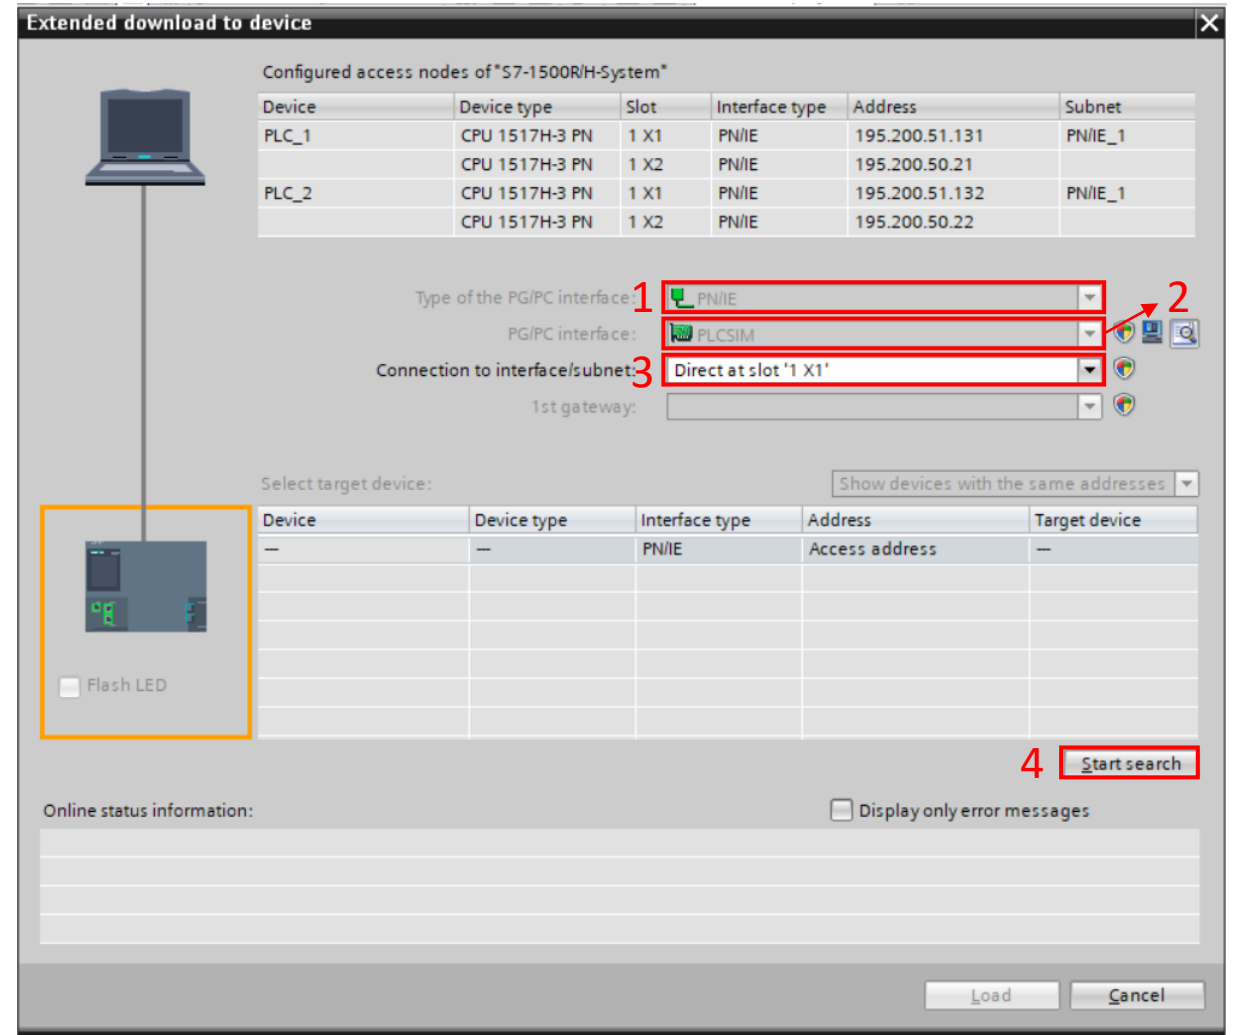 Extended download to device
Configured access nodes of "S7-1500R/H-System"
Device Device type Slot Interface type Address Subnet
PLC_1 CPU 1517H-3 PN 1 X1 PN/IE 195.200.51.131 PN/IE_1
CPU 1517H-3 PN 1 X2 PN/IE 195.200.50.21
PLC_2 CPU 1517H-3 PN 1 X1 PN/IE 195.200.51.132 PN/IE_1
CPU 1517H-3 PN 1 X2 PN/IE 195.200.50.22
Type of the PG/PC interface: 1 PN/IE 2
PG/PC interface: PLCSIM
Connection to interface/subnet: 3 Direct at slot '1 X1'
1st gateway:
Select target device: Show devices with the same addresses
Device Device type Interface type Address Target device
— — PN/IE Access address —
Flash LED
4 Start search
Online status information: Display only error messages
Load Cancel